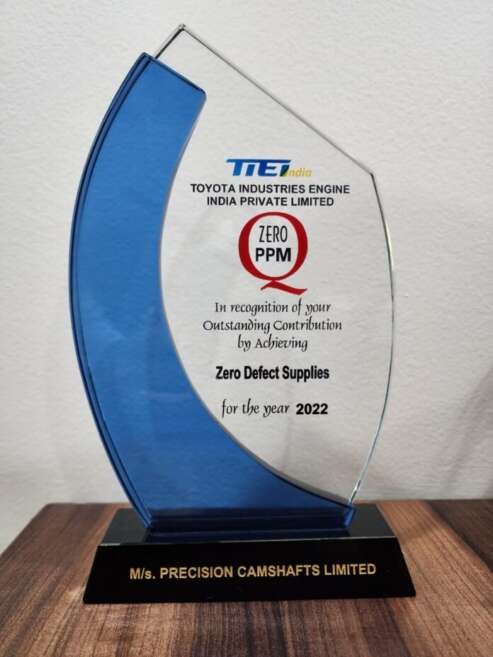 TIEI india
TOYOTA INDUSTRIES ENGINE
INDIA PRIVATE LIMITED
ZERO
PPM
Q
In recognition of your
Outstanding Contribution
by Achieving
Zero Defect Supplies
for the year 2022
M/s. PRECISION CAMSHAFTS LIMITED